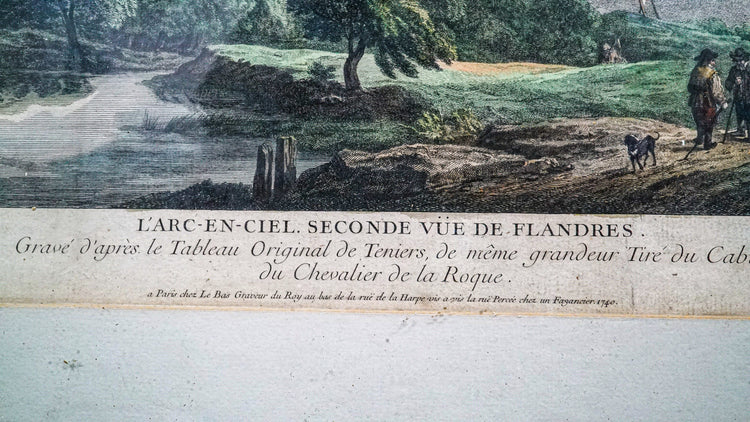 L'ARC-EN-CIEL. SECONDE VÜE DE FLANDRES.
Gravé d'après le Tableau Original de Teniers, de même grandeur Tiré du Cab
du Chevalier de la Roque.
a Paris chez Le Bas Graveur du Roy au bas de la ruë de la Harpe vis a vis la ruë Percée chez un Fayancier 1740.